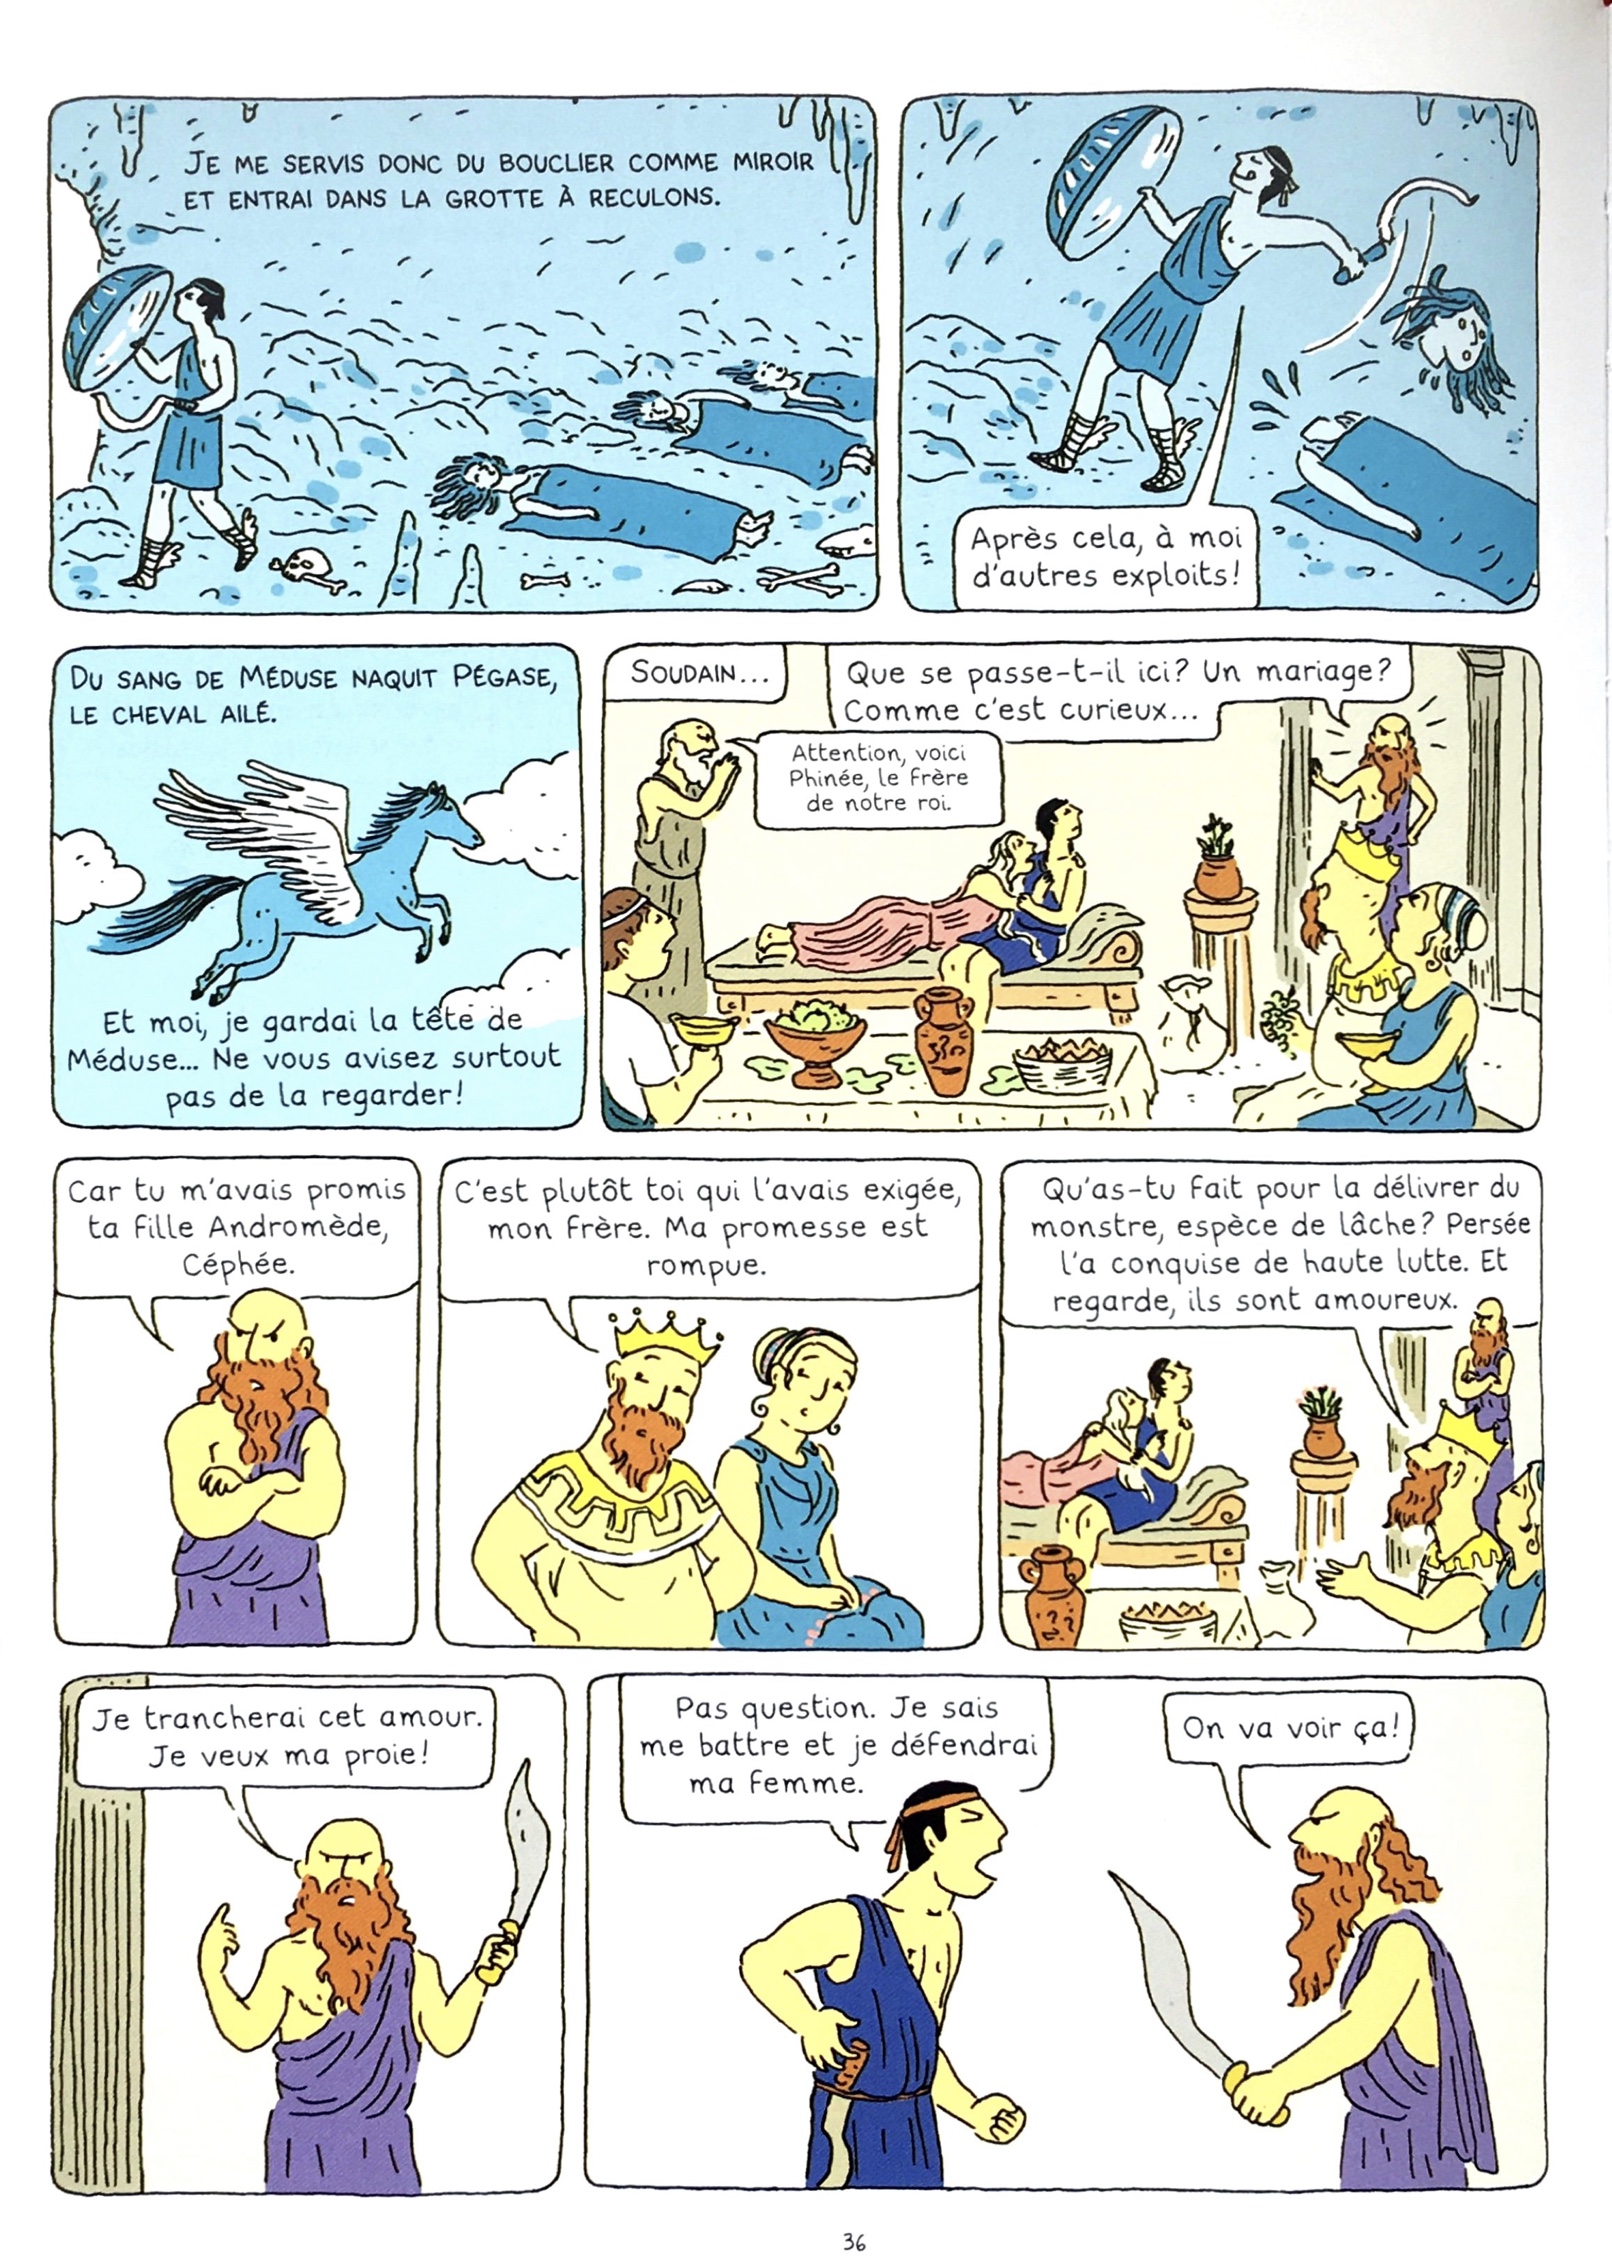 JE ME SERVIS DONC DU BOUCLIER COMME MIROIR
ET ENTRAI DANS LA GROTTE À RECULONS.
Après cela, à moi
d'autres exploits!
DU SANG DE MÉDUSE NAQUIT PÉGASE,
LE CHEVAL AILÉ.
Et moi, je gardai la tête de
Méduse... Ne vous avisez surtout
pas de la regarder!
SOUDAIN...
Que se passe-t-il ici? Un mariage?
Comme c'est curieux...
Attention, voici
Phinée, le frère
de notre roi.
Car tu m'avais promis
ta fille Andromède,
Céphée.
C'est plutôt toi qui l'avais exigée,
mon frère. Ma promesse est
rompue.
Qu'as-tu fait pour la délivrer du
monstre, espèce de lâche? Persée
l'a conquise de haute lutte. Et
regarde, ils sont amoureux.
Je trancherai cet amour.
Je veux ma proie!
Pas question. Je sais
me battre et je défendrai
ma femme.
On va voir ça!
36